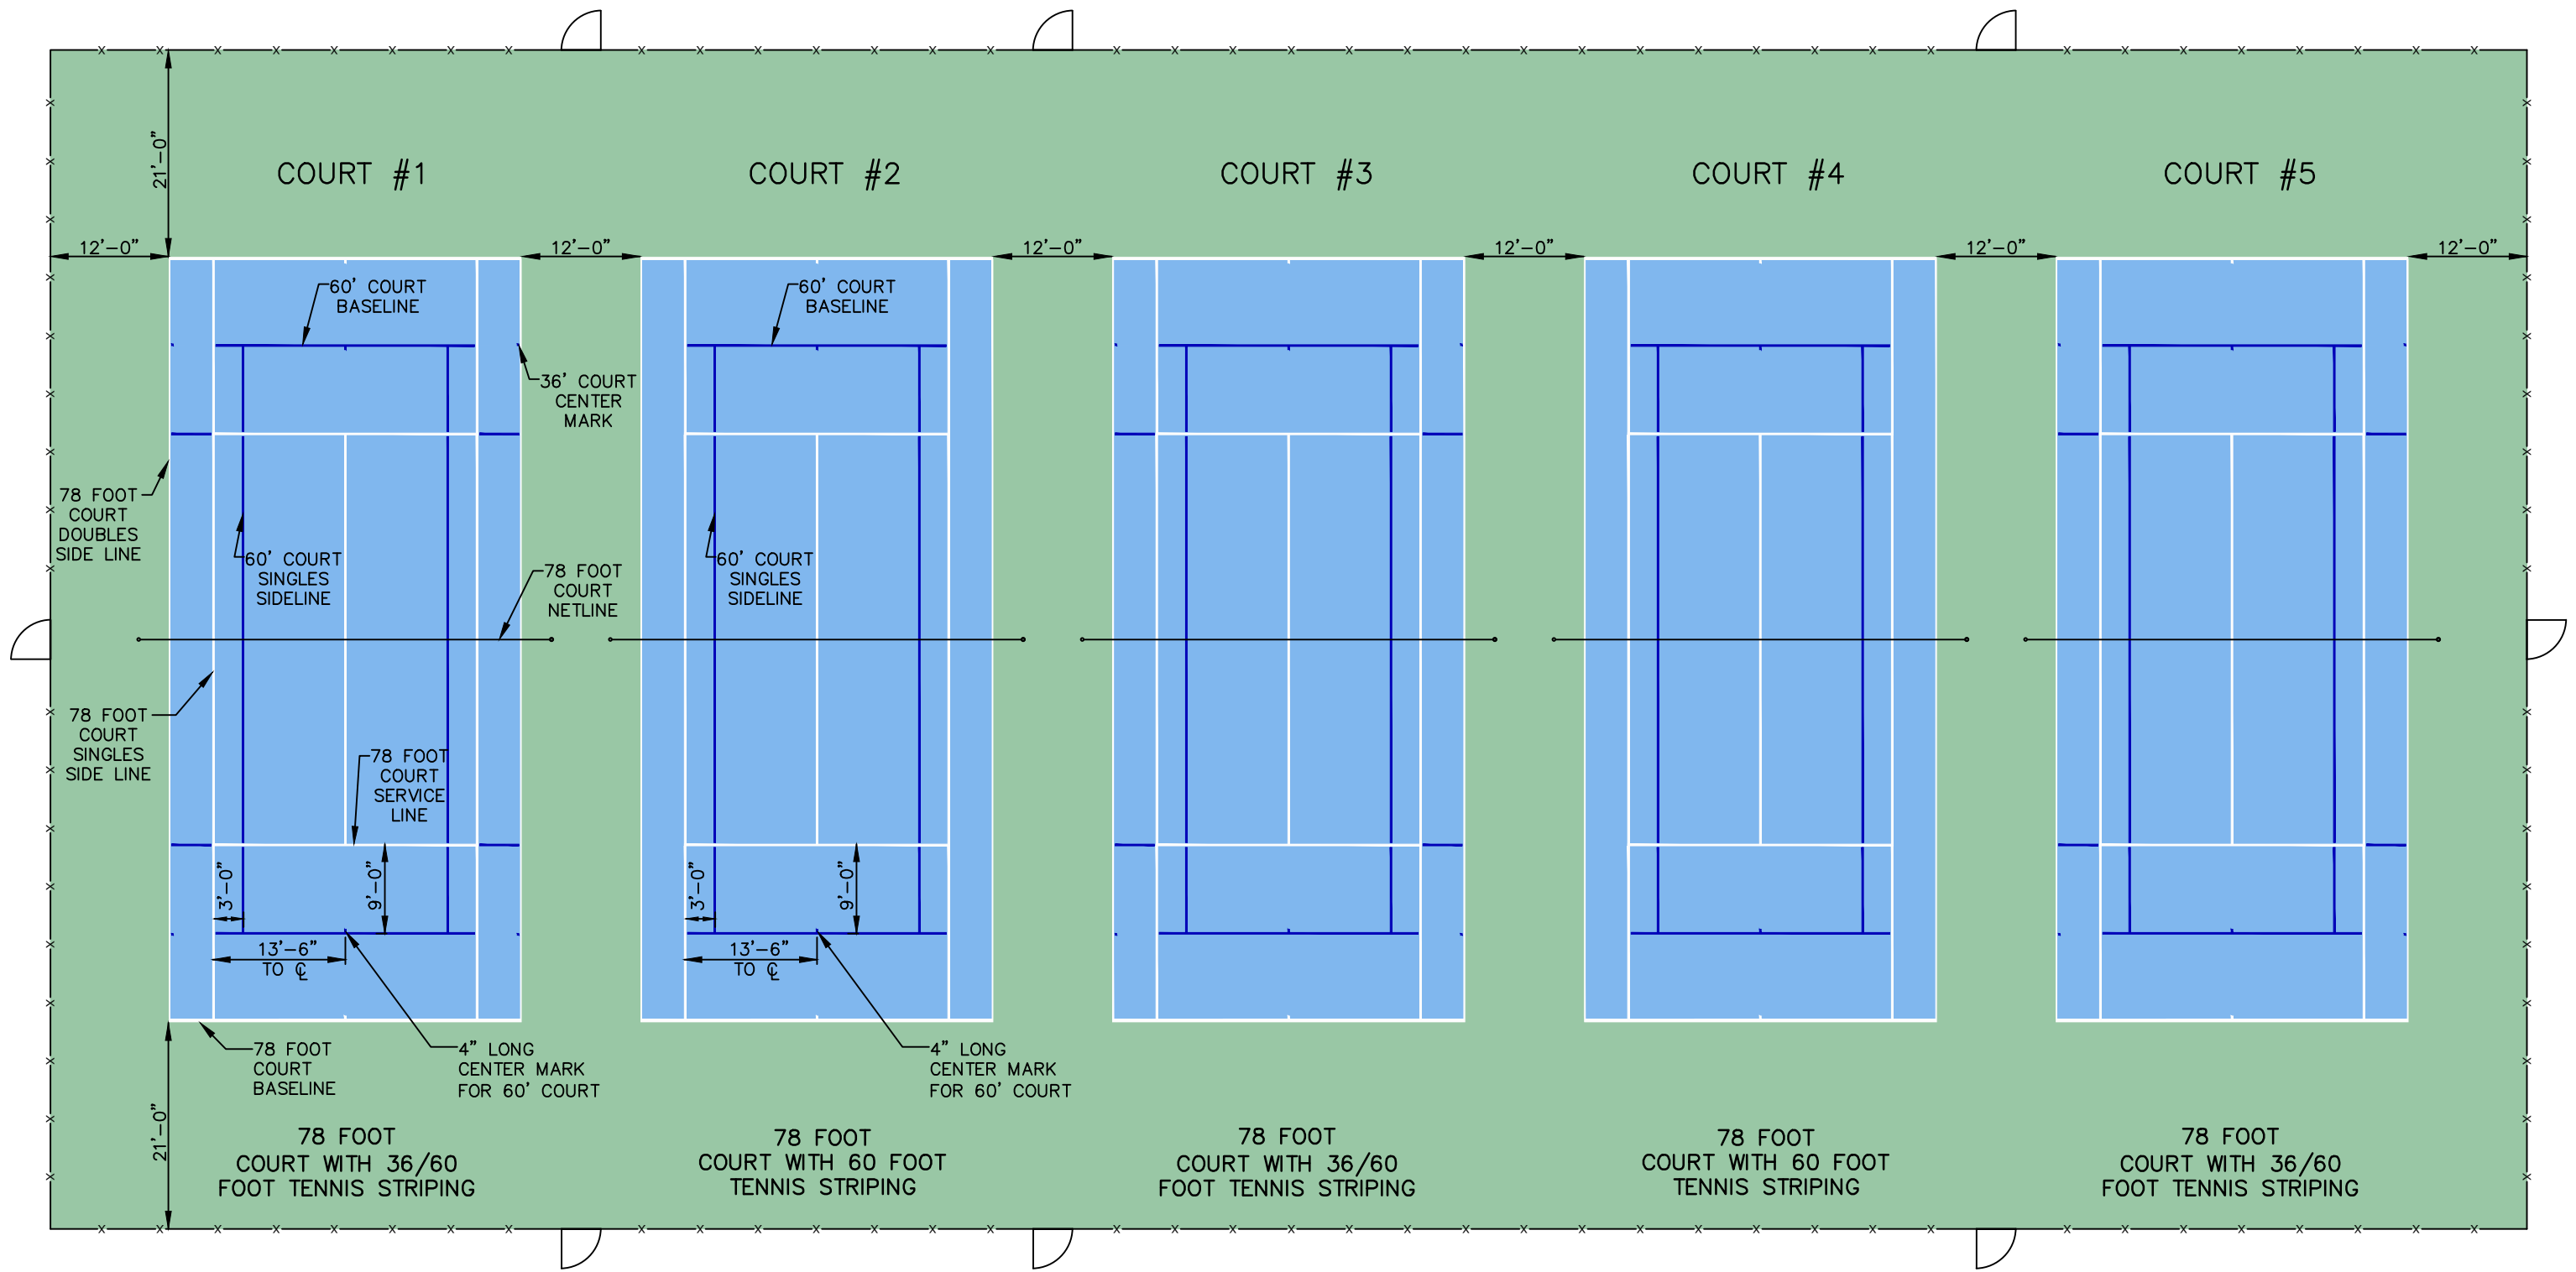 COURT #1
COURT #2
COURT #3
COURT #4
COURT #5
21'-0"
12'-0"
12'-0"
12'-0"
12'-0"
12'-0"
12'-0"
60' COURT
BASELINE
60' COURT
BASELINE
36' COURT
CENTER
MARK
78 FOOT
COURT
DOUBLES
SIDE LINE
60' COURT
SINGLES
SIDELINE
78 FOOT
COURT
NETLINE
60' COURT
SINGLES
SIDELINE
78 FOOT
COURT
SINGLES
SIDE LINE
78 FOOT
COURT
SERVICE
LINE
3'-0"
9'-0"
3'-0"
9'-0"
13'-6"
TO ℄
13'-6"
TO ℄
78 FOOT
COURT
BASELINE
4" LONG
CENTER MARK
FOR 60' COURT
4" LONG
CENTER MARK
FOR 60' COURT
21'-0"
78 FOOT
COURT WITH 36/60
FOOT TENNIS STRIPING
78 FOOT
COURT WITH 60 FOOT
TENNIS STRIPING
78 FOOT
COURT WITH 36/60
FOOT TENNIS STRIPING
78 FOOT
COURT WITH 60 FOOT
TENNIS STRIPING
78 FOOT
COURT WITH 36/60
FOOT TENNIS STRIPING